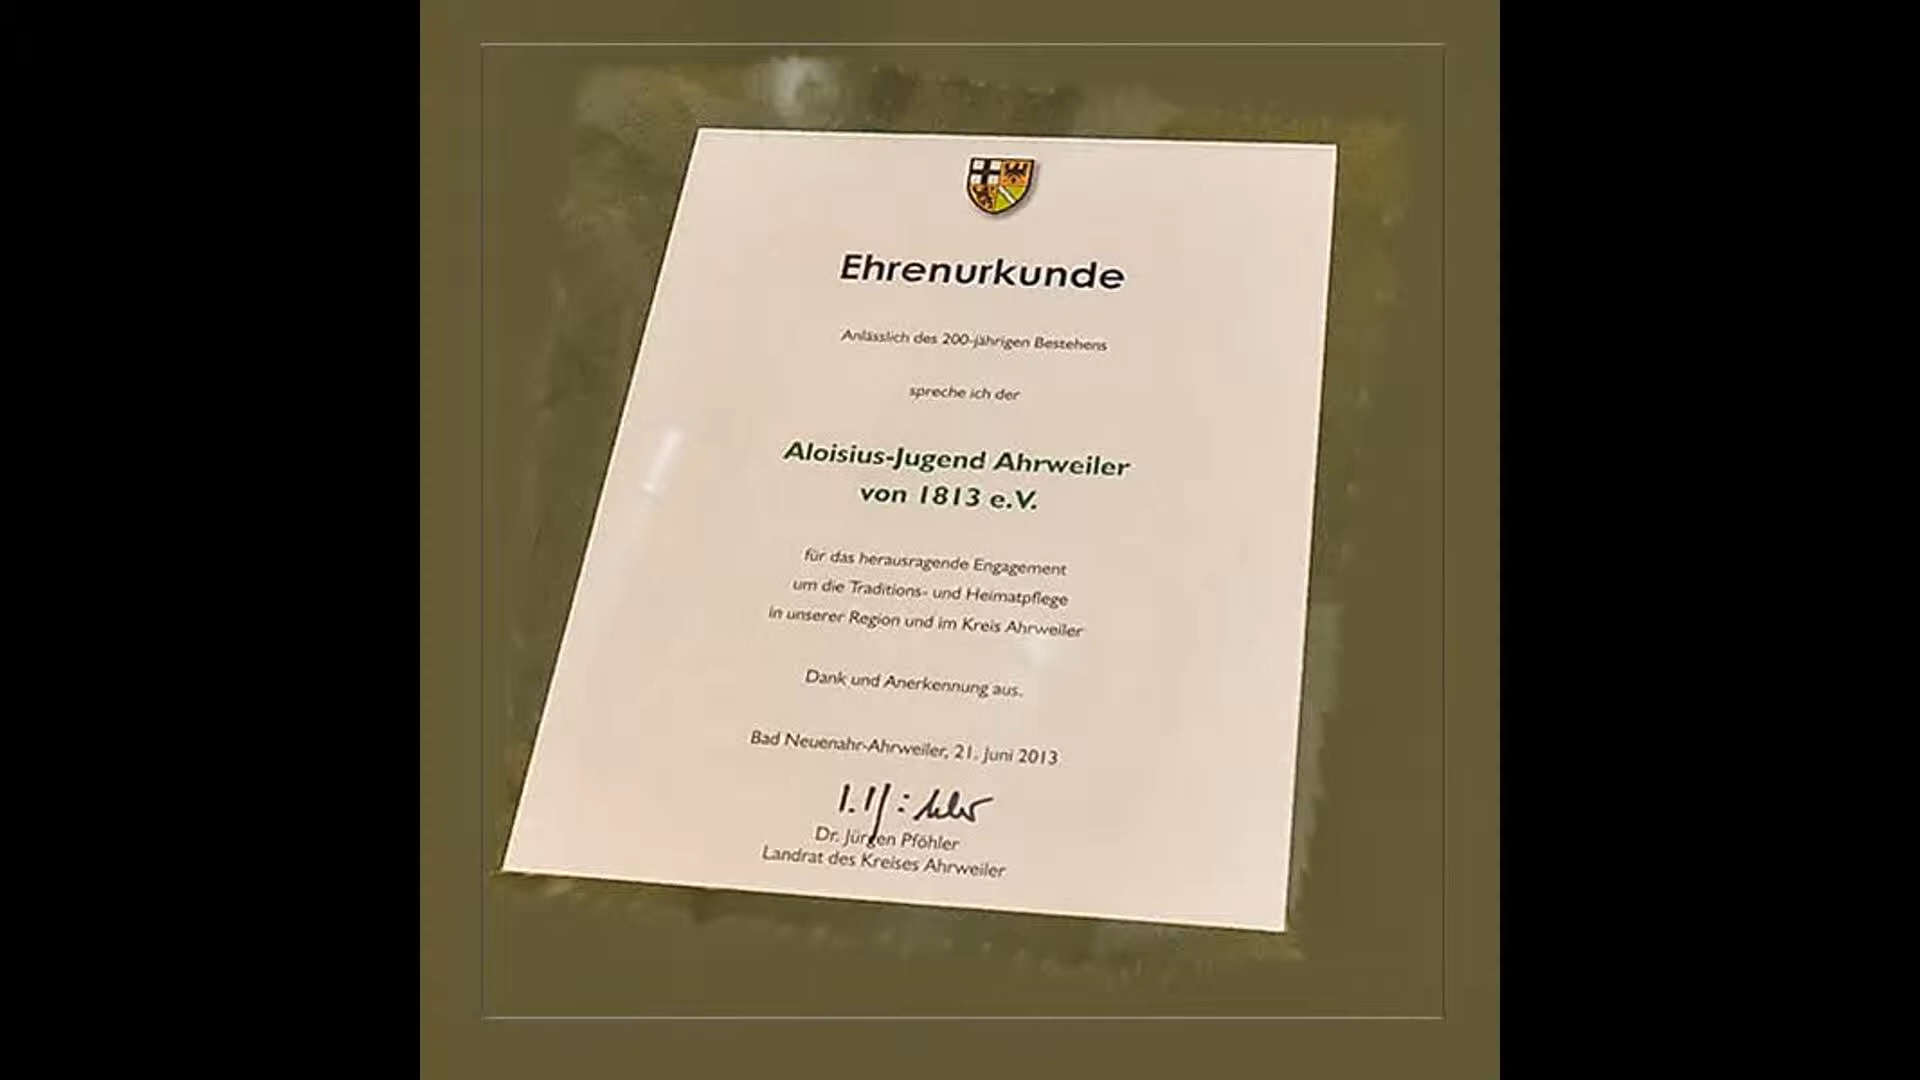 Ehrenurkunde
Anlässlich des 200-jährigen Bestehens
spreche ich der
Aloisius-Jugend Ahrweiler
von 1813 e.V.
für das herausragende Engagement
um die Traditions- und Heimatpflege
in unserer Region und im Kreis Ahrweiler
Dank und Anerkennung aus.
Bad Neuenahr-Ahrweiler, 21. Juni 2013
Dr. Jürgen Pföhler
Landrat des Kreises Ahrweiler